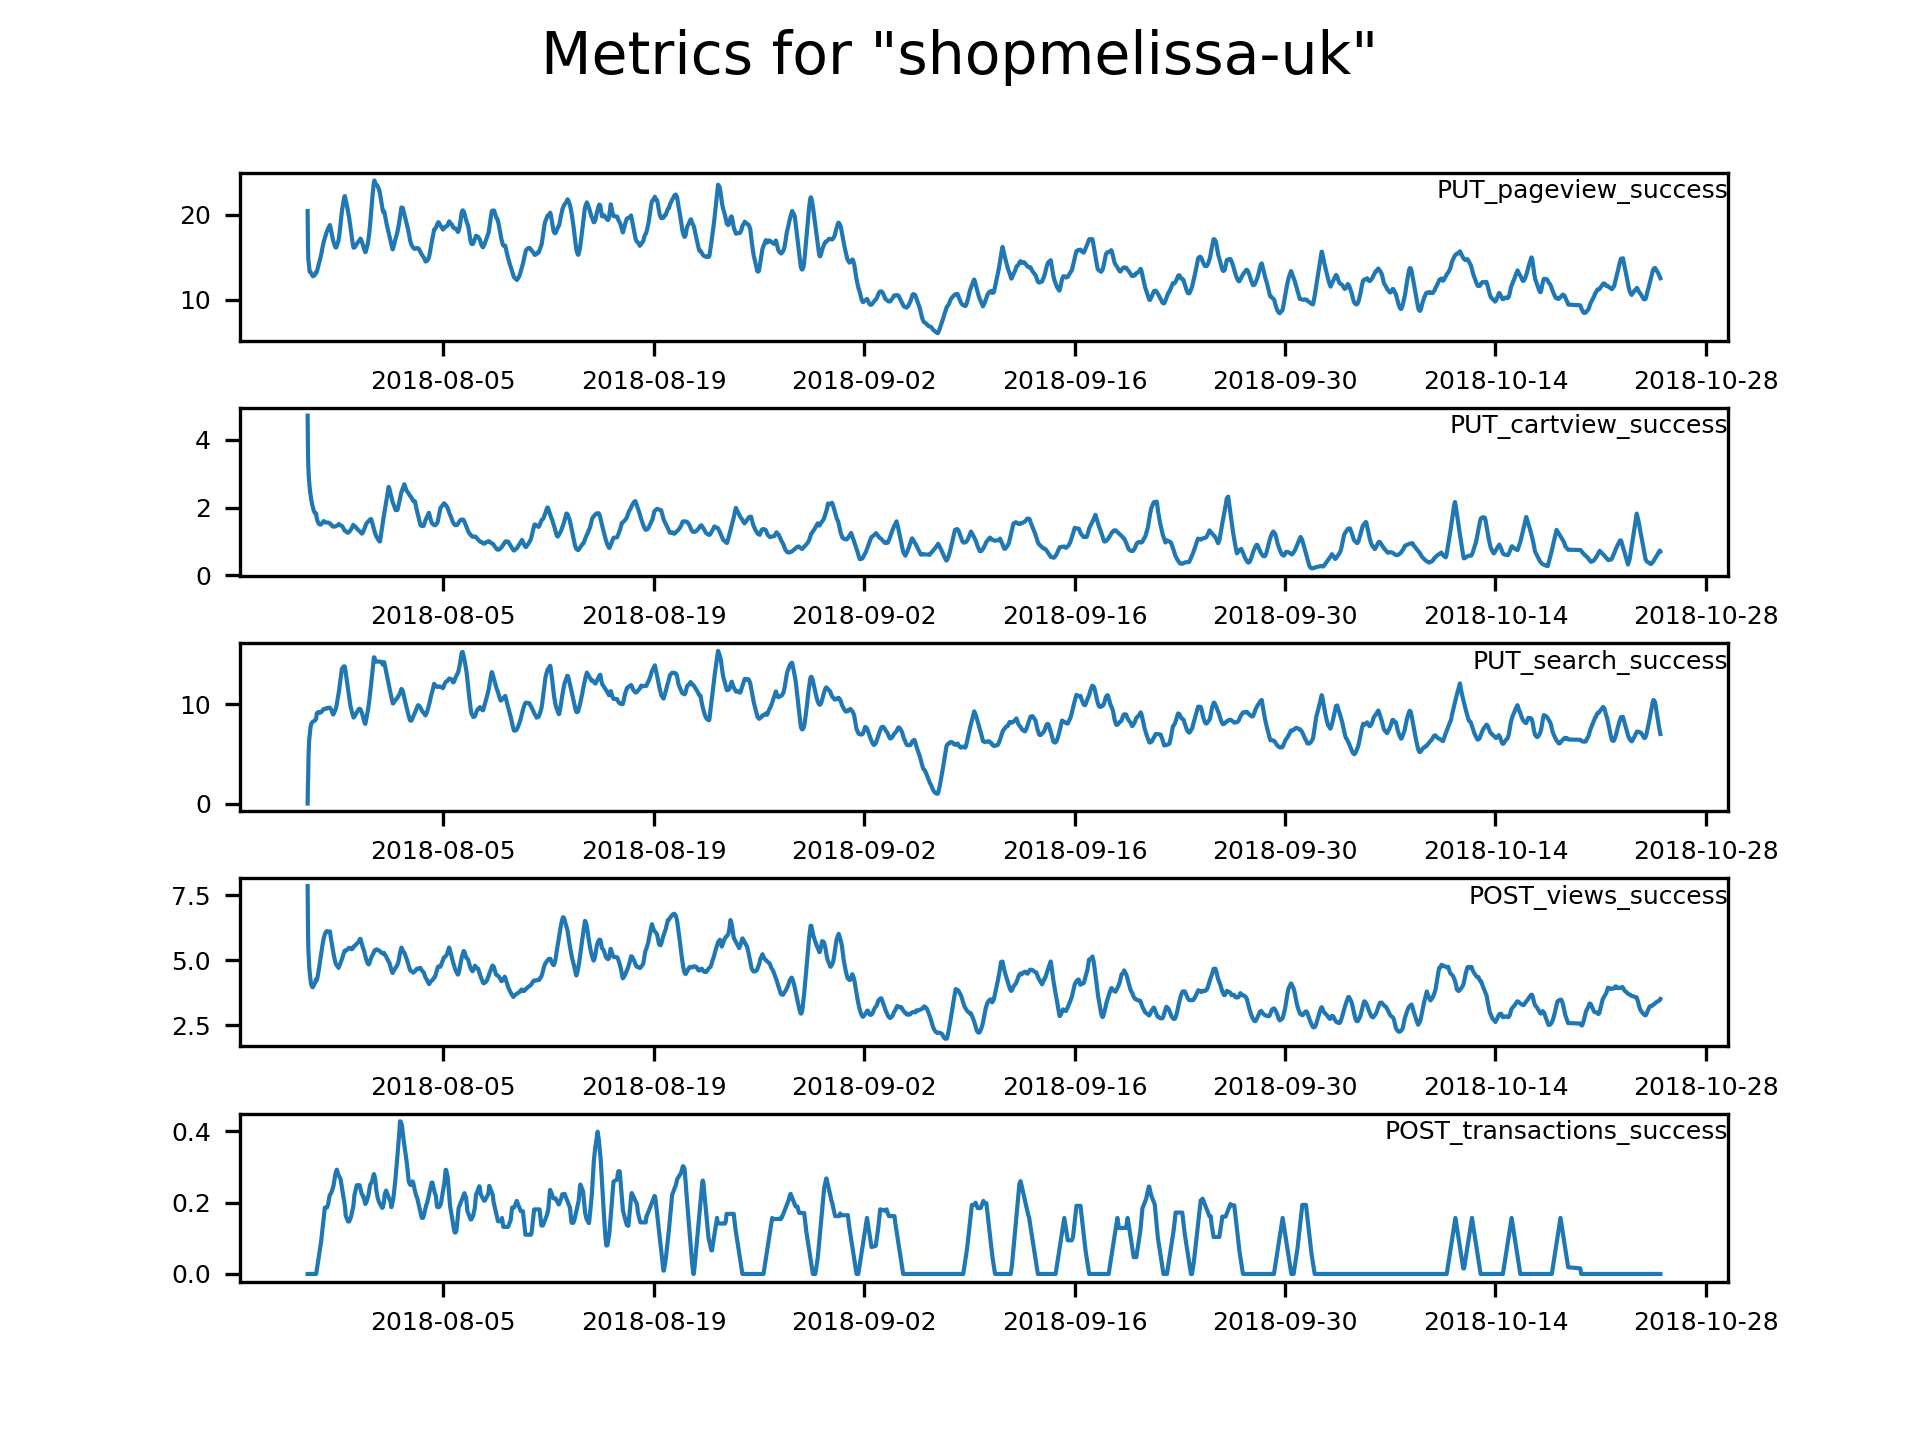 Metrics for "shopmelissa-uk"
PUT_pageview_success
20
10
2018-08-05 2018-08-19 2018-09-02 2018-09-16 2018-09-30 2018-10-14 2018-10-28
PUT_cartview_success
4
2
0
2018-08-05 2018-08-19 2018-09-02 2018-09-16 2018-09-30 2018-10-14 2018-10-28
PUT_search_success
10
0
2018-08-05 2018-08-19 2018-09-02 2018-09-16 2018-09-30 2018-10-14 2018-10-28
POST_views_success
7.5
5.0
2.5
2018-08-05 2018-08-19 2018-09-02 2018-09-16 2018-09-30 2018-10-14 2018-10-28
POST_transactions_success
0.4
0.2
0.0
2018-08-05 2018-08-19 2018-09-02 2018-09-16 2018-09-30 2018-10-14 2018-10-28